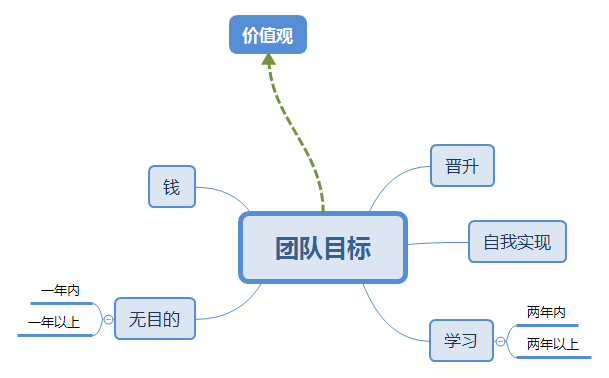 价值观
晋升
钱
自我实现
团队目标
一年内
一年以上
无目的
学习
两年内
两年以上